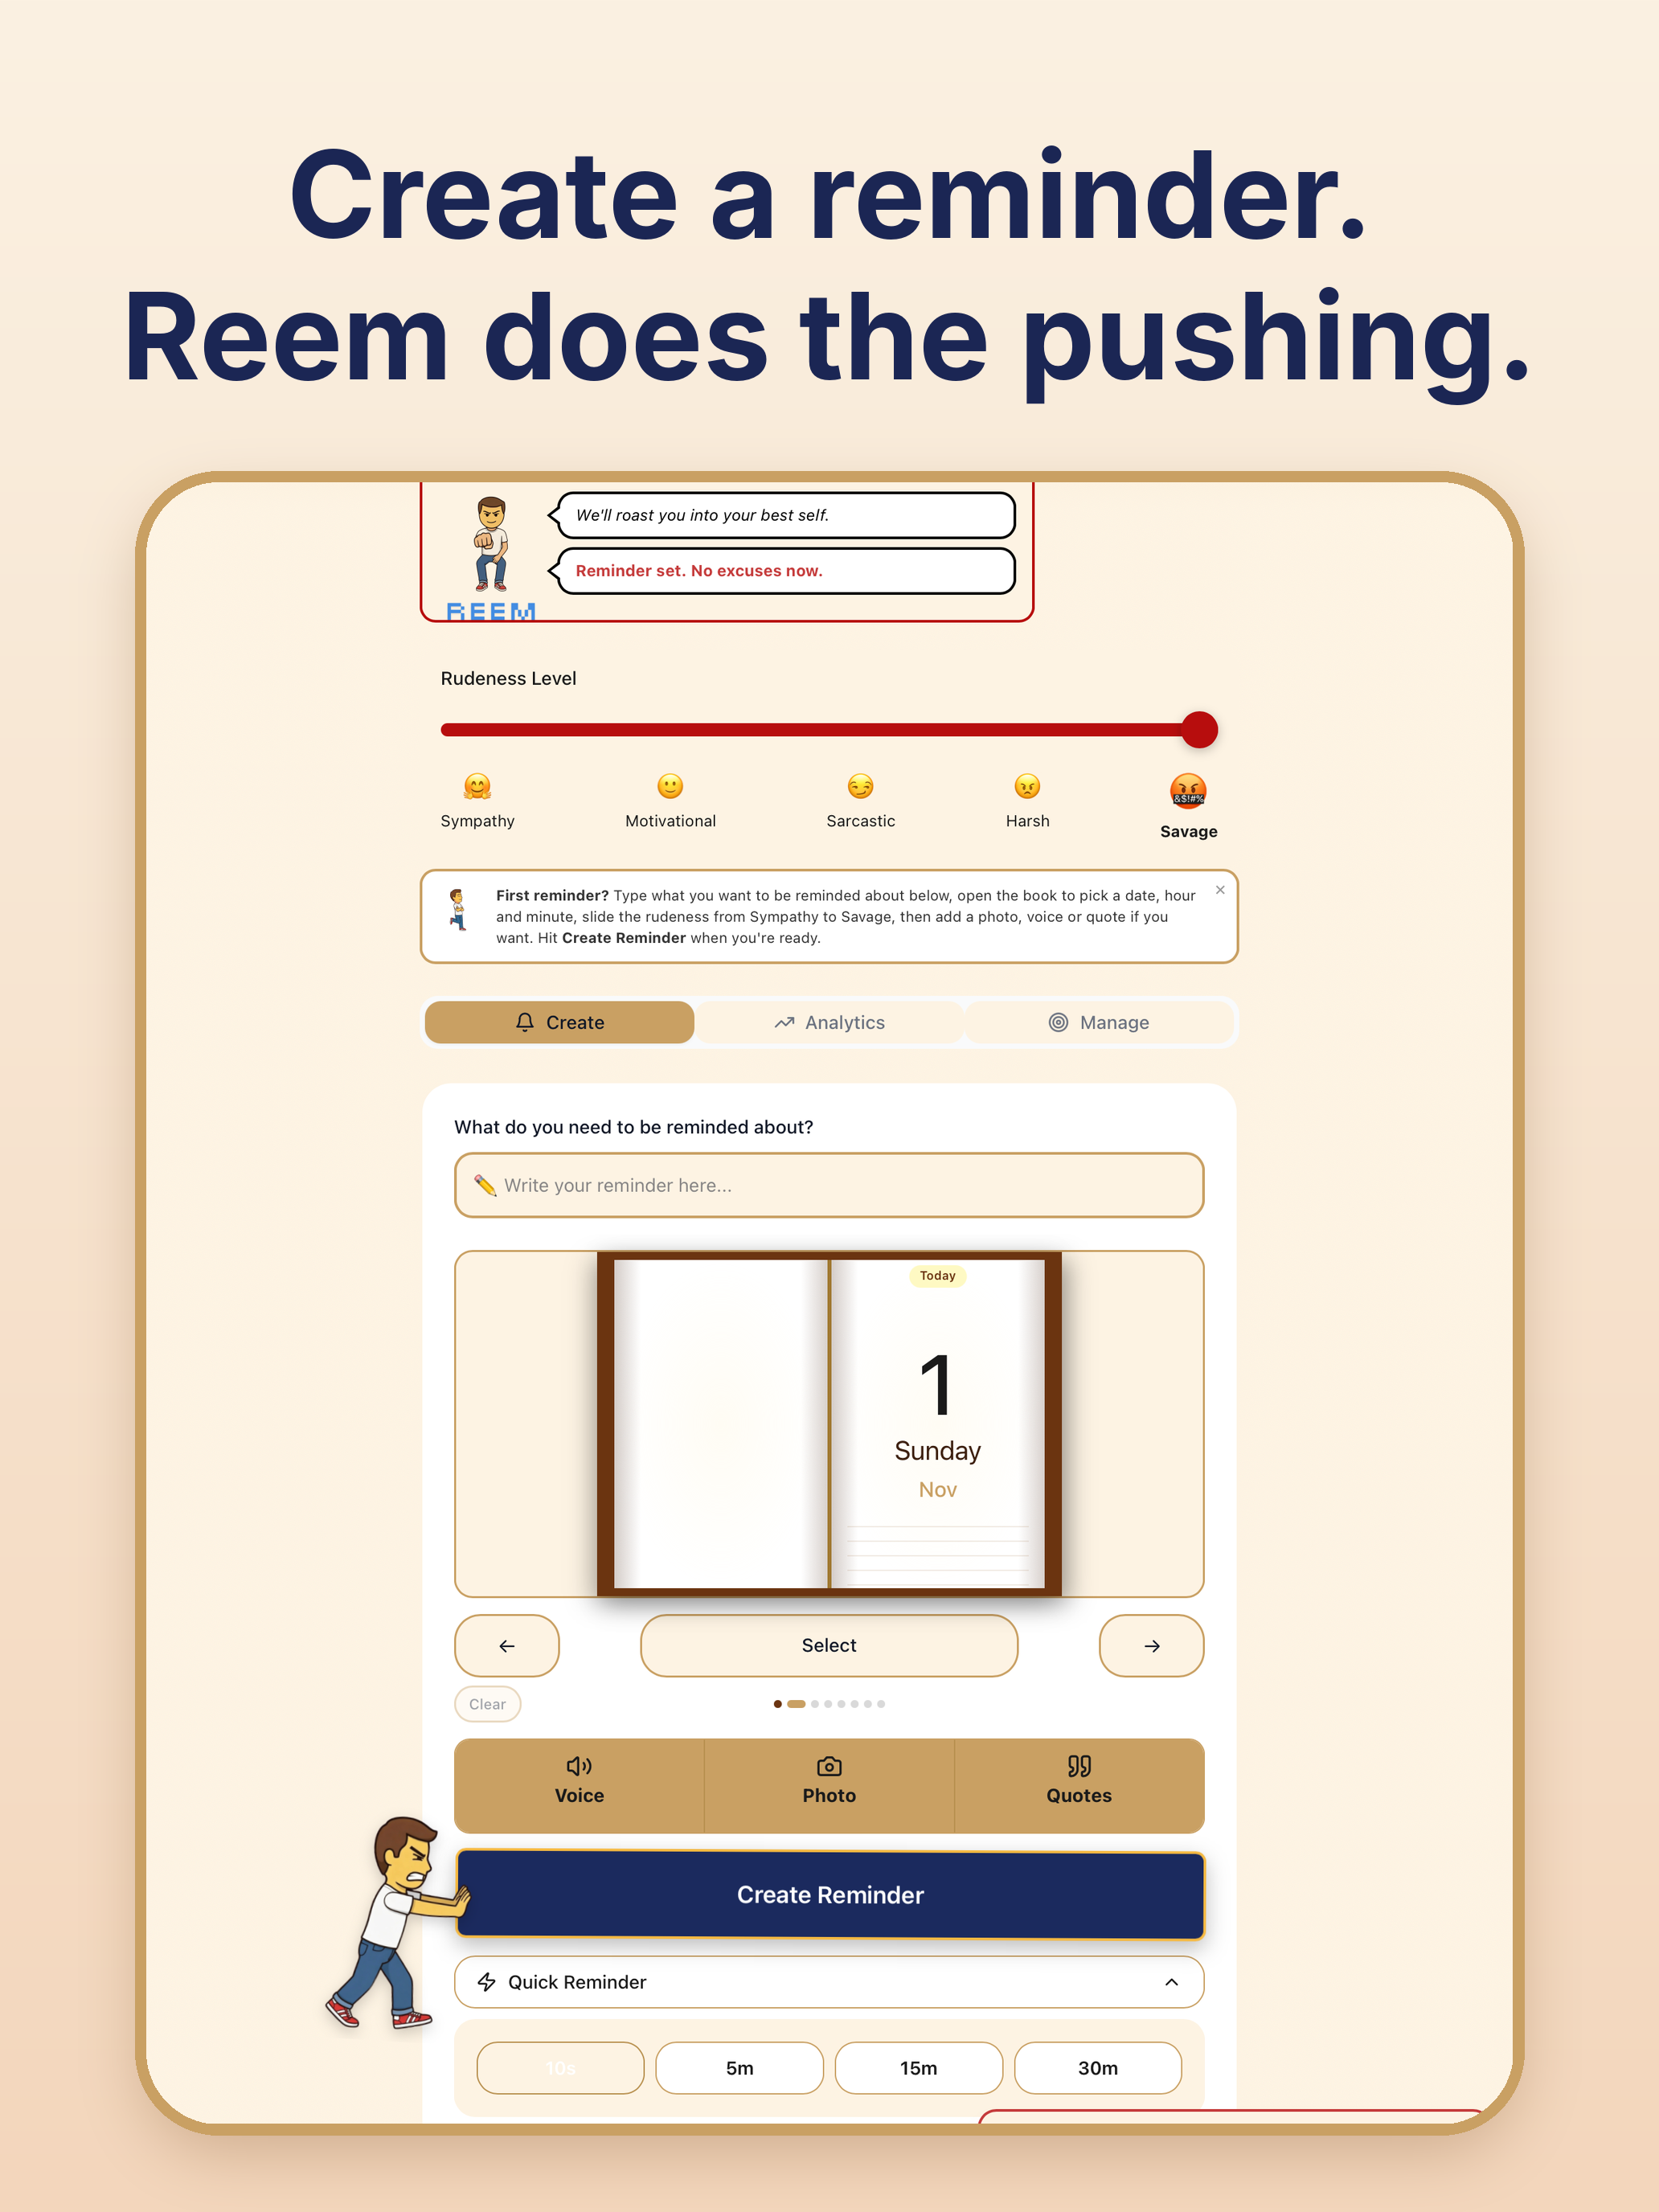 Create a reminder.
Reem does the pushing.
We'll roast you into your best self.
Reminder set. No excuses now.
REEM
Rudeness Level
&$!#%
Sympathy
Motivational
Sarcastic
Harsh
Savage
First reminder? Type what you want to be reminded about below, open the book to pick a date, hour
and minute, slide the rudeness from Sympathy to Savage, then add a photo, voice or quote if you
want. Hit Create Reminder when you're ready.
Create
Analytics
Manage
What do you need to be reminded about?
Write your reminder here...
Today
1
Sunday
Nov
Select
Clear
Voice
Photo
Quotes
Create Reminder
Quick Reminder
10s
5m
15m
30m